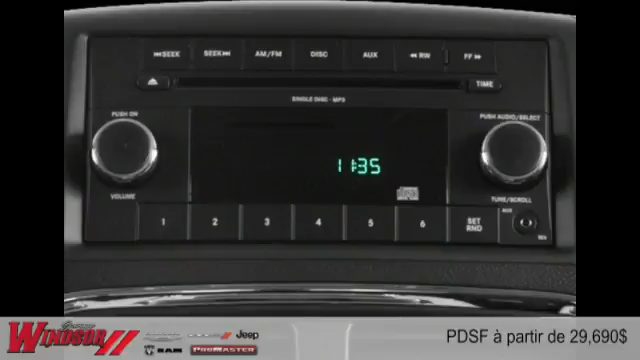 SEEK SEEK AM/FM DISC AUX RW FF
TIME
SINGLE DISC - MP3
PUSH ON
PUSH AUDIO/SELECT
11:35
VOLUME
TUNE/SCROLL
1 2 3 4 5 6 SET RND AUX
WINDSOR
Jeep
RAM PROMASTER
PDSF à partir de 29,690$